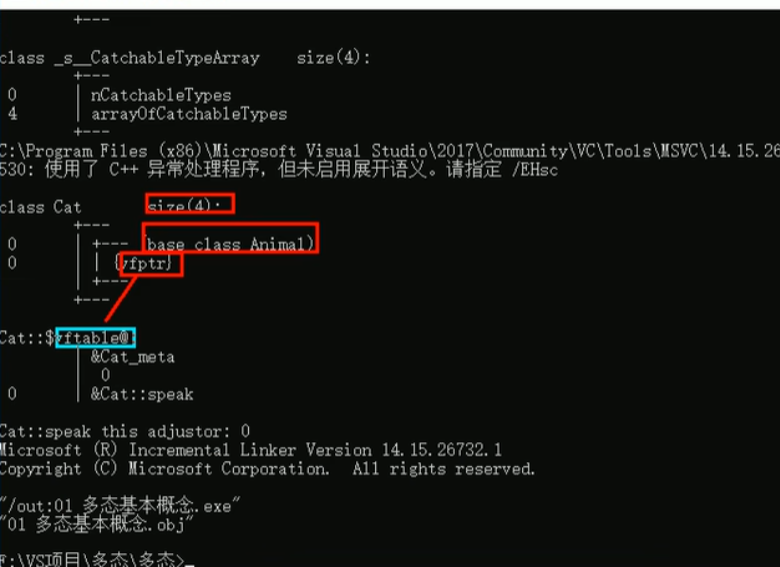 +---
class _s__CatchableTypeArray size(4):
+---
0 | nCatchableTypes
4 | arrayOfCatchableTypes
+---
C:\Program Files (x86)\Microsoft Visual Studio\2017\Community\VC\Tools\MSVC\14.15.26
530: 使用了 C++ 异常处理程序，但未启用展开语义。请指定 /EHsc
class Cat size(4):
+---
0 | +--- (base class Animal)
0 | | {vfptr}
| +---
+---
Cat::$vftable@:
| &Cat_meta
| 0
0 | &Cat::speak
Cat::speak this adjustor: 0
Microsoft (R) Incremental Linker Version 14.15.26732.1
Copyright (C) Microsoft Corporation. All rights reserved.
"/out:01 多态基本概念.exe"
"01 多态基本概念.obj"
F:\VS项目\多态\多态>_